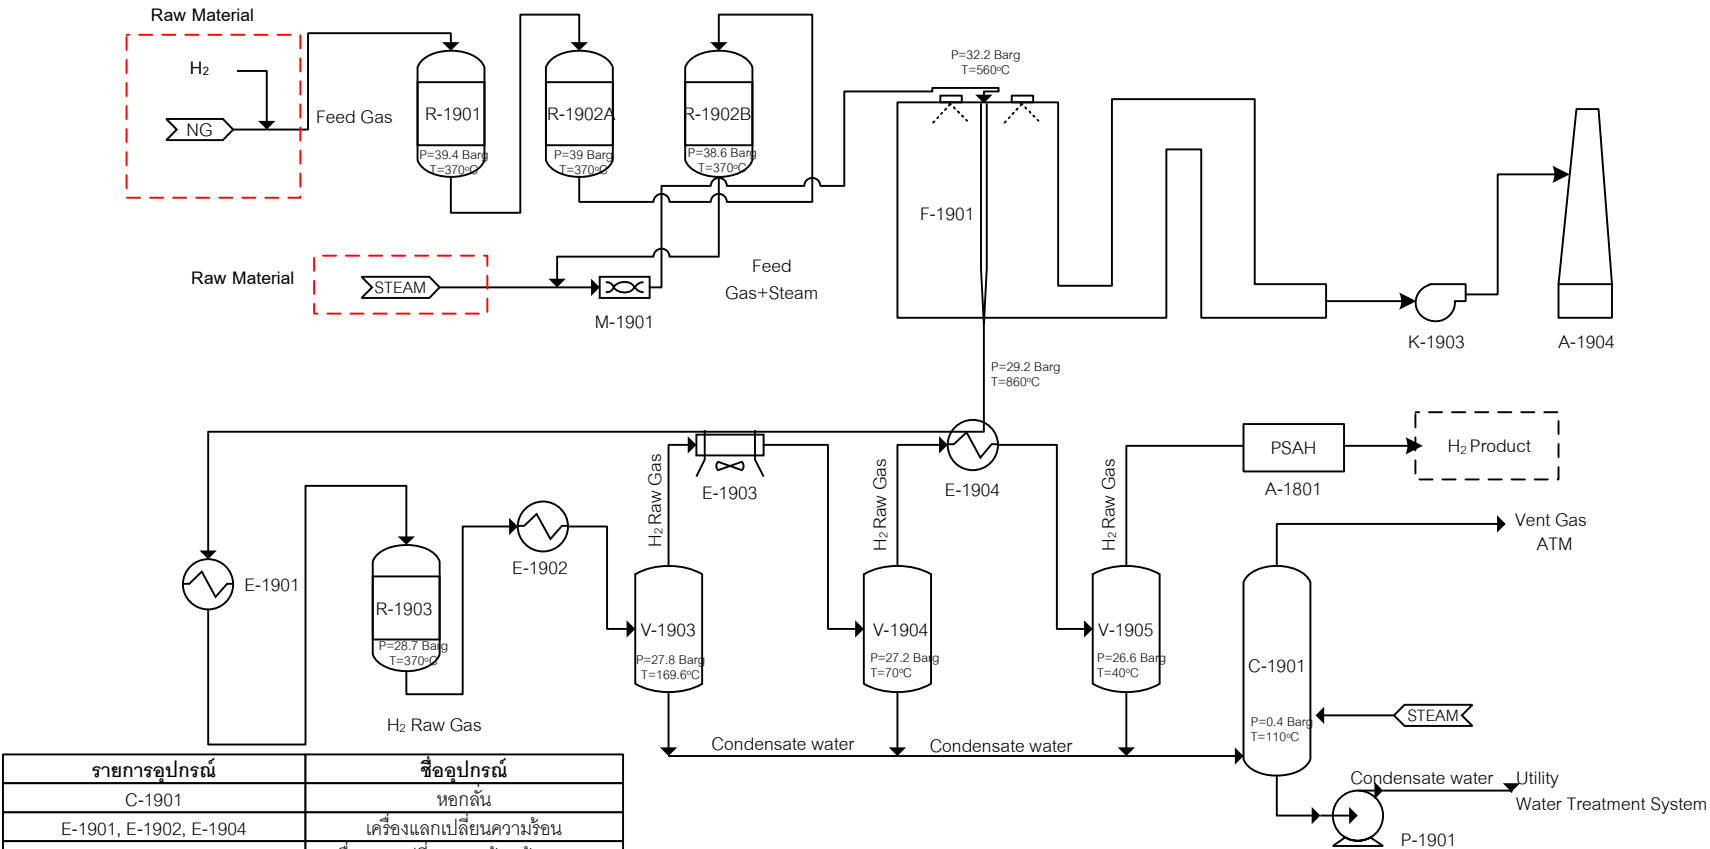 Raw Material
H₂
NG
Feed Gas
R-1901
P=39.4 Barg
T=370ºC
R-1902A
P=39 Barg
T=370ºC
R-1902B
P=38.6 Barg
T=370ºC
P=32.2 Barg
T=560ºC
F-1901
Raw Material
STEAM
M-1901
Feed
Gas+Steam
K-1903
A-1904
P=29.2 Barg
T=860ºC
E-1901
R-1903
P=28.7 Barg
T=370ºC
H₂ Raw Gas
E-1902
V-1903
P=27.8 Barg
T=169.6ºC
H₂ Raw Gas
E-1903
V-1904
P=27.2 Barg
T=70ºC
H₂ Raw Gas
E-1904
V-1905
P=26.6 Barg
T=40ºC
H₂ Raw Gas
PSAH
A-1801
H₂ Product
Vent Gas
ATM
C-1901
P=0.4 Barg
T=110ºC
STEAM
Condensate water
Condensate water
Condensate water
Utility
Water Treatment System
P-1901
รายการอุปกรณ์
ชื่ออุปกรณ์
C-1901
หอกลั่น
E-1901, E-1902, E-1904
เครื่องแลกเปลี่ยนความร้อน